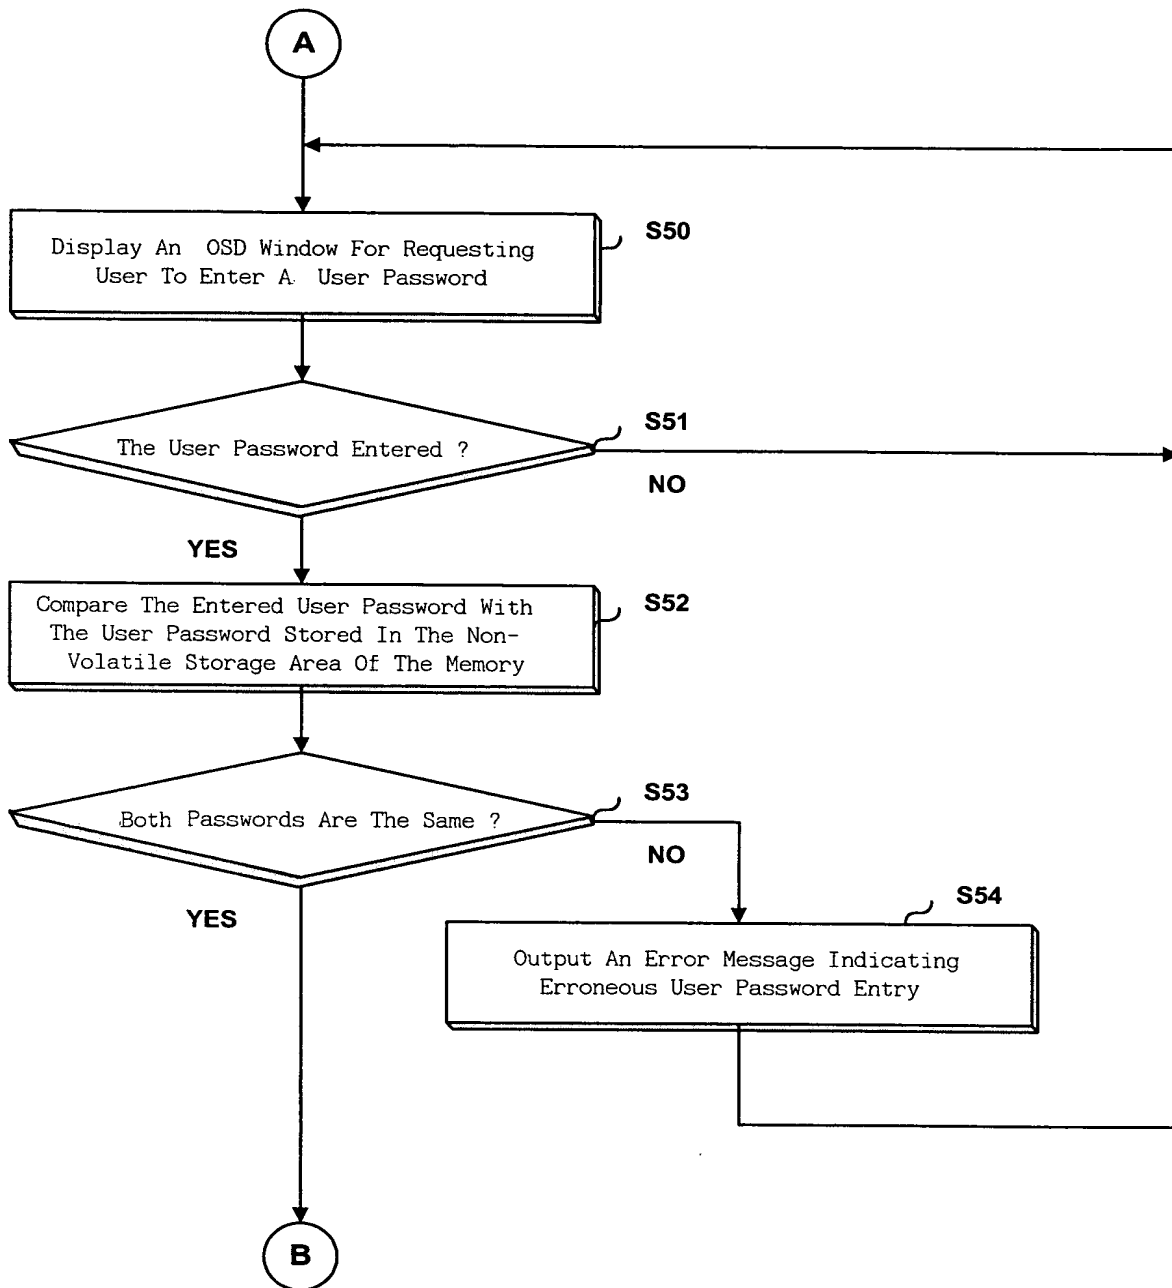 A
S50
Display An OSD Window For Requesting
User To Enter A User Password
S51
The User Password Entered ?
NO
YES
S52
Compare The Entered User Password With
The User Password Stored In The Non-
Volatile Storage Area Of The Memory
S53
Both Passwords Are The Same ?
NO
YES
S54
Output An Error Message Indicating
Erroneous User Password Entry
B